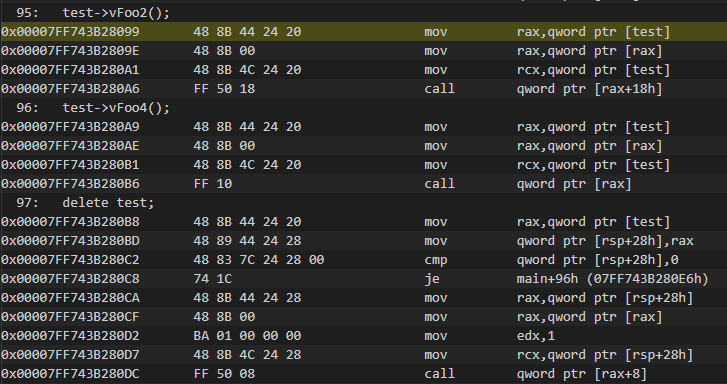 95: test->vFoo2();
0x00007FF743B28099 48 8B 44 24 20 mov rax,qword ptr [test]
0x00007FF743B2809E 48 8B 00 mov rax,qword ptr [rax]
0x00007FF743B280A1 48 8B 4C 24 20 mov rcx,qword ptr [test]
0x00007FF743B280A6 FF 50 18 call qword ptr [rax+18h]
96: test->vFoo4();
0x00007FF743B280A9 48 8B 44 24 20 mov rax,qword ptr [test]
0x00007FF743B280AE 48 8B 00 mov rax,qword ptr [rax]
0x00007FF743B280B1 48 8B 4C 24 20 mov rcx,qword ptr [test]
0x00007FF743B280B6 FF 10 call qword ptr [rax]
97: delete test;
0x00007FF743B280B8 48 8B 44 24 20 mov rax,qword ptr [test]
0x00007FF743B280BD 48 89 44 24 28 mov qword ptr [rsp+28h],rax
0x00007FF743B280C2 48 83 7C 24 28 00 cmp qword ptr [rsp+28h],0
0x00007FF743B280C8 74 1C je main+96h (07FF743B280E6h)
0x00007FF743B280CA 48 8B 44 24 28 mov rax,qword ptr [rsp+28h]
0x00007FF743B280CF 48 8B 00 mov rax,qword ptr [rax]
0x00007FF743B280D2 BA 01 00 00 00 mov edx,1
0x00007FF743B280D7 48 8B 4C 24 28 mov rcx,qword ptr [rsp+28h]
0x00007FF743B280DC FF 50 08 call qword ptr [rax+8]